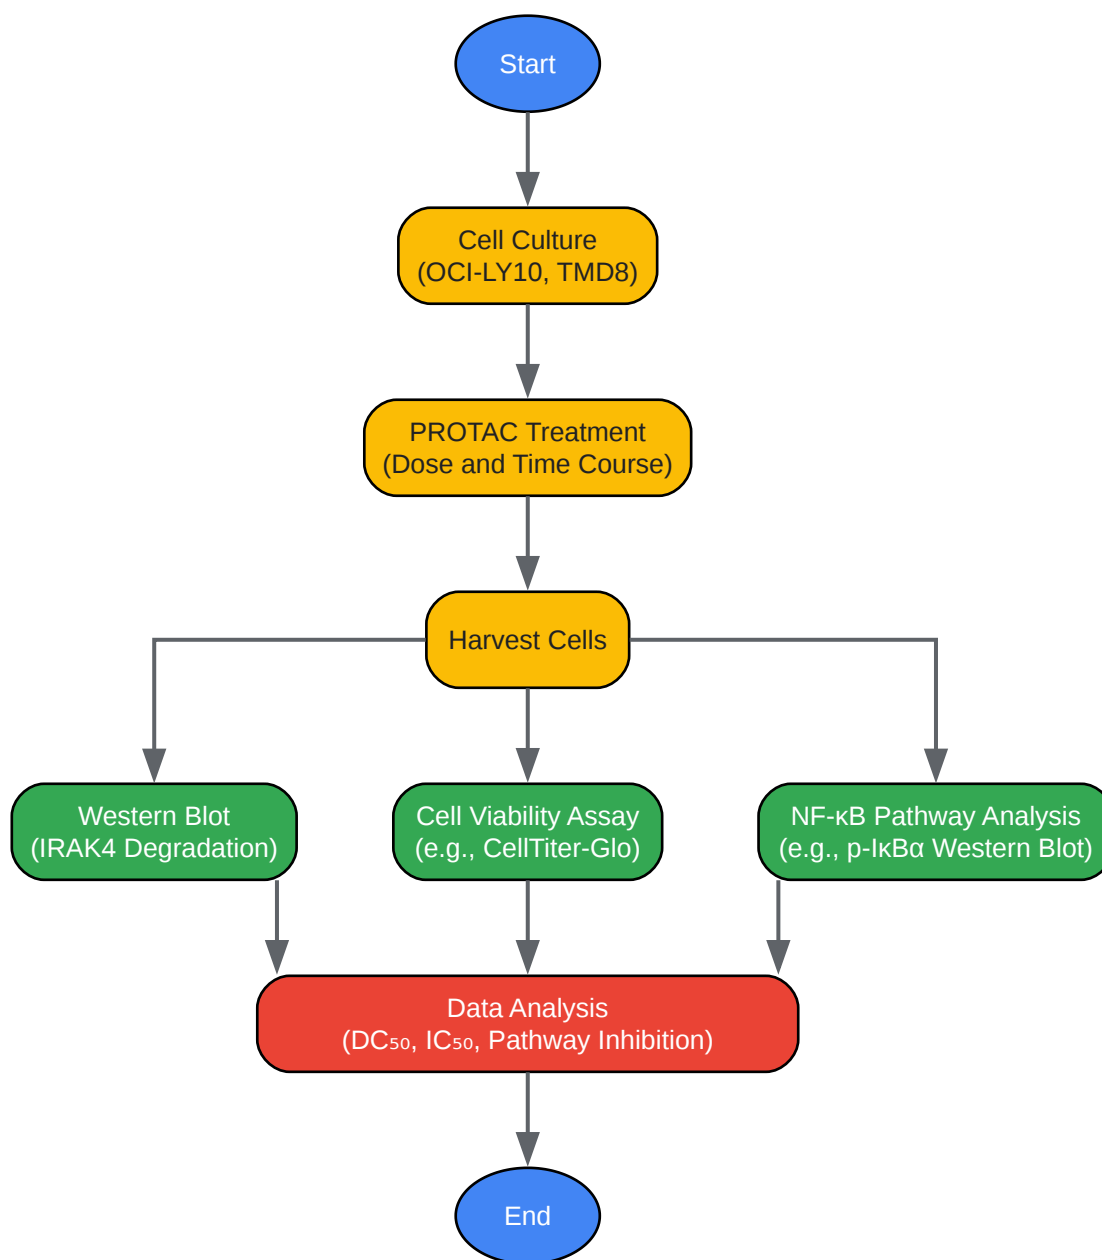 Start
Cell Culture
(OCI-LY10, TMD8)
PROTAC Treatment
(Dose and Time Course)
Harvest Cells
Western Blot
(IRAK4 Degradation)
Cell Viability Assay
(e.g., CellTiter-Glo)
NF-κB Pathway Analysis
(e.g., p-IκBα Western Blot)
Data Analysis
(DC₅₀, IC₅₀, Pathway Inhibition)
End